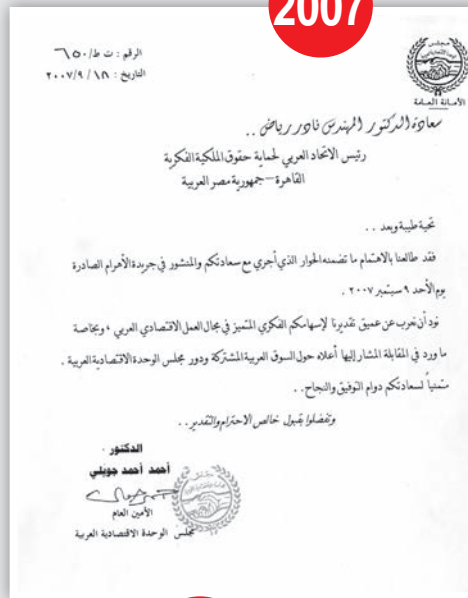 2007
مجلس
الأمانة العامة
الرقم : ت ط/ ٦٥٠
التاريخ : ١٨ /٩ /٢٠٠٧
سعادة الدكتور المهندس نادر رياض ..
رئيس الاتحاد العربي لحماية حقوق الملكية الفكرية
القاهرة – جمهورية مصر العربية
تحية طيبة وبعد ..
فقد طالعنا بالاهتمام ما تضمنه الحوار الذي أجري مع سعادتكم والمنشور في جريدة الأهرام الصادرة
يوم الأحد ٩ سبتمبر ٢٠٠٧ .
نود أن نعرب عن عميق تقديرنا لإسهامكم الفكري المتميز في مجال العمل الاقتصادي العربي ، وبخاصة
ما ورد في المقابلة المشار إليها أعلاه حول السوق العربية المشتركة ودور مجلس الوحدة الاقتصادية العربية .
متمنياً لسعادتكم دوام التوفيق والنجاح ..
وتفضلوا بقبول خالص الاحترام والتقدير ..
الدكتور
أحمد أحمد جويلي
الأمين العام
مجلس الوحدة الاقتصادية العربية